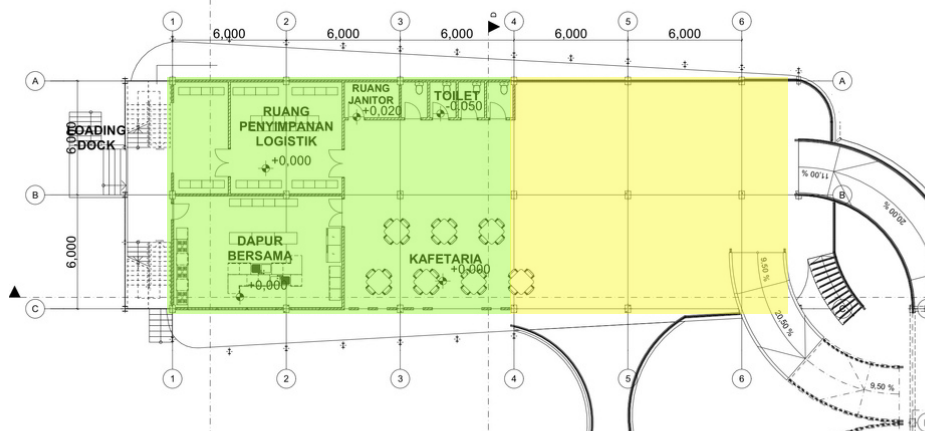 D
1 2 3 4 5 6
6,000 6,000 6,000 6,000 6,000
A A
RUANG
JANITOR
+0,020
TOILET
-0,050
RUANG
PENYIMPANAN
LOGISTIK
+0,000
LOADING
DOCK
6,000
11,00 %
20,00 %
B B
6,000
DAPUR
BERSAMA
+0,000
KAFETARIA
+0,000
9,50 %
20,50 %
C C
9,50 %
1 2 3 4 5 6